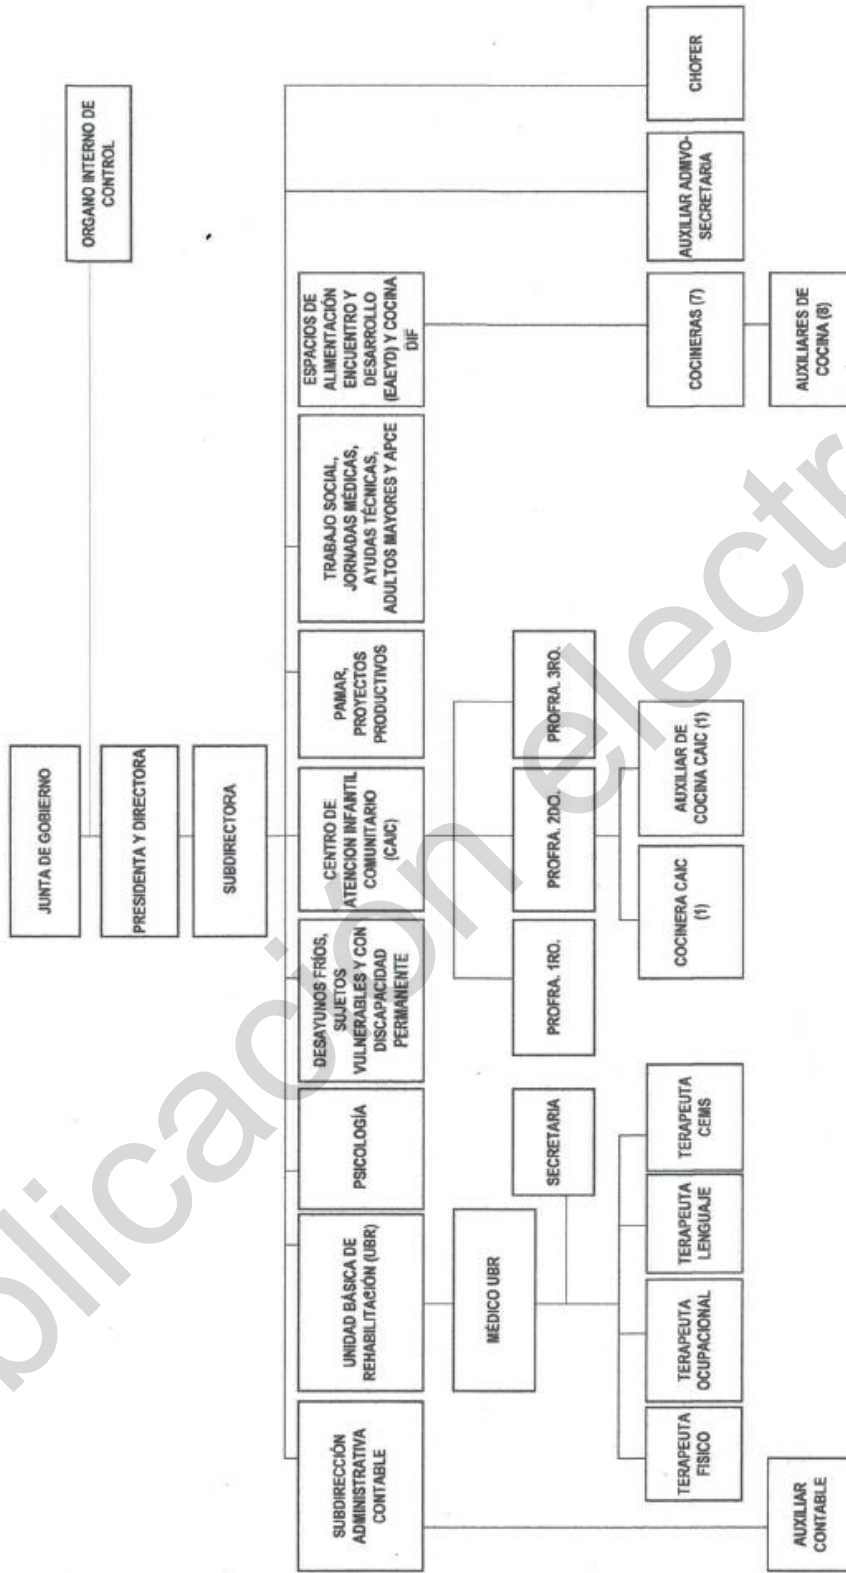 JUNTA DE GOBIERNO
ORGANO INTERNO DE
CONTROL
PRESIDENTA Y DIRECTORA
SUBDIRECTORA
SUBDIRECCIÓN
ADMINISTRATIVA
CONTABLE
UNIDAD BÁSICA DE
REHABILITACIÓN (UBR)
PSICOLOGÍA
DESAYUNOS FRÍOS,
SUJETOS
VULNERABLES Y CON
DISCAPACIDAD
PERMANENTE
CENTRO DE
ATENCION INFANTIL
COMUNITARIO
(CAIC)
PAMAR,
PROYECTOS
PRODUCTIVOS
TRABAJO SOCIAL,
JORNADAS MÉDICAS,
AYUDAS TÉCNICAS,
ADULTOS MAYORES Y APCE
ESPACIOS DE
ALIMENTACIÓN
ENCUENTRO Y
DESARROLLO
(EAEYD) Y COCINA
DIF
MÉDICO UBR
SECRETARIA
PROFRA. 1RO.
PROFRA. 2DO.
PROFRA. 3RO.
TERAPEUTA
FISICO
TERAPEUTA
OCUPACIONAL
TERAPEUTA
LENGUAJE
TERAPEUTA
CEMS
COCINERA CAIC
(1)
AUXILIAR DE
COCINA CAIC (1)
COCINERAS (7)
AUXILIAR ADMVO-
SECRETARIA
CHOFER
AUXILIAR
CONTABLE
AUXILIARES DE
COCINA (8)
blicación electr